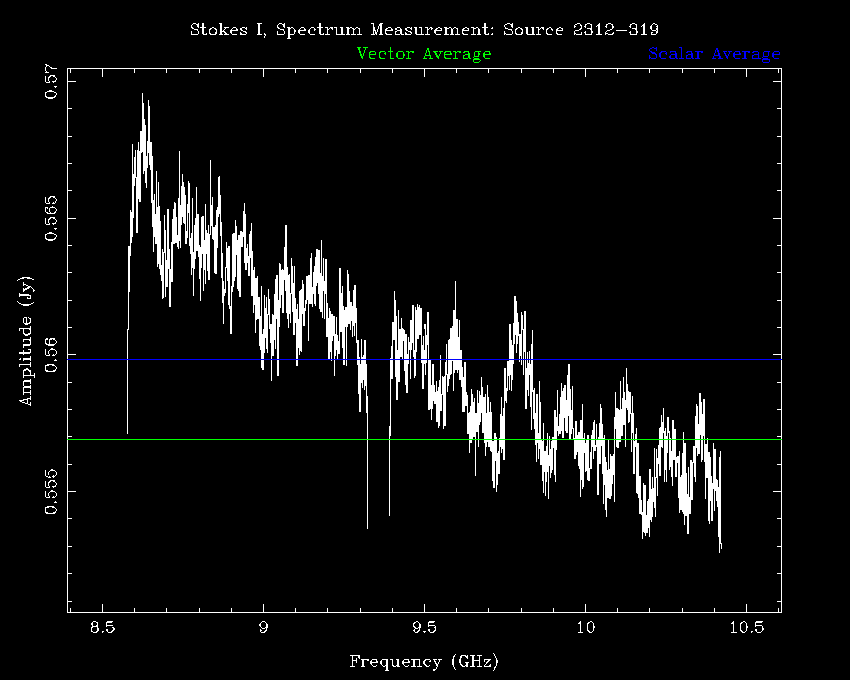 Stokes I, Spectrum Measurement: Source 2312-319
Vector Average
Scalar Average
0.57
0.565
0.56
0.555
Amplitude (Jy)
8.5
9
9.5
10
10.5
Frequency (GHz)